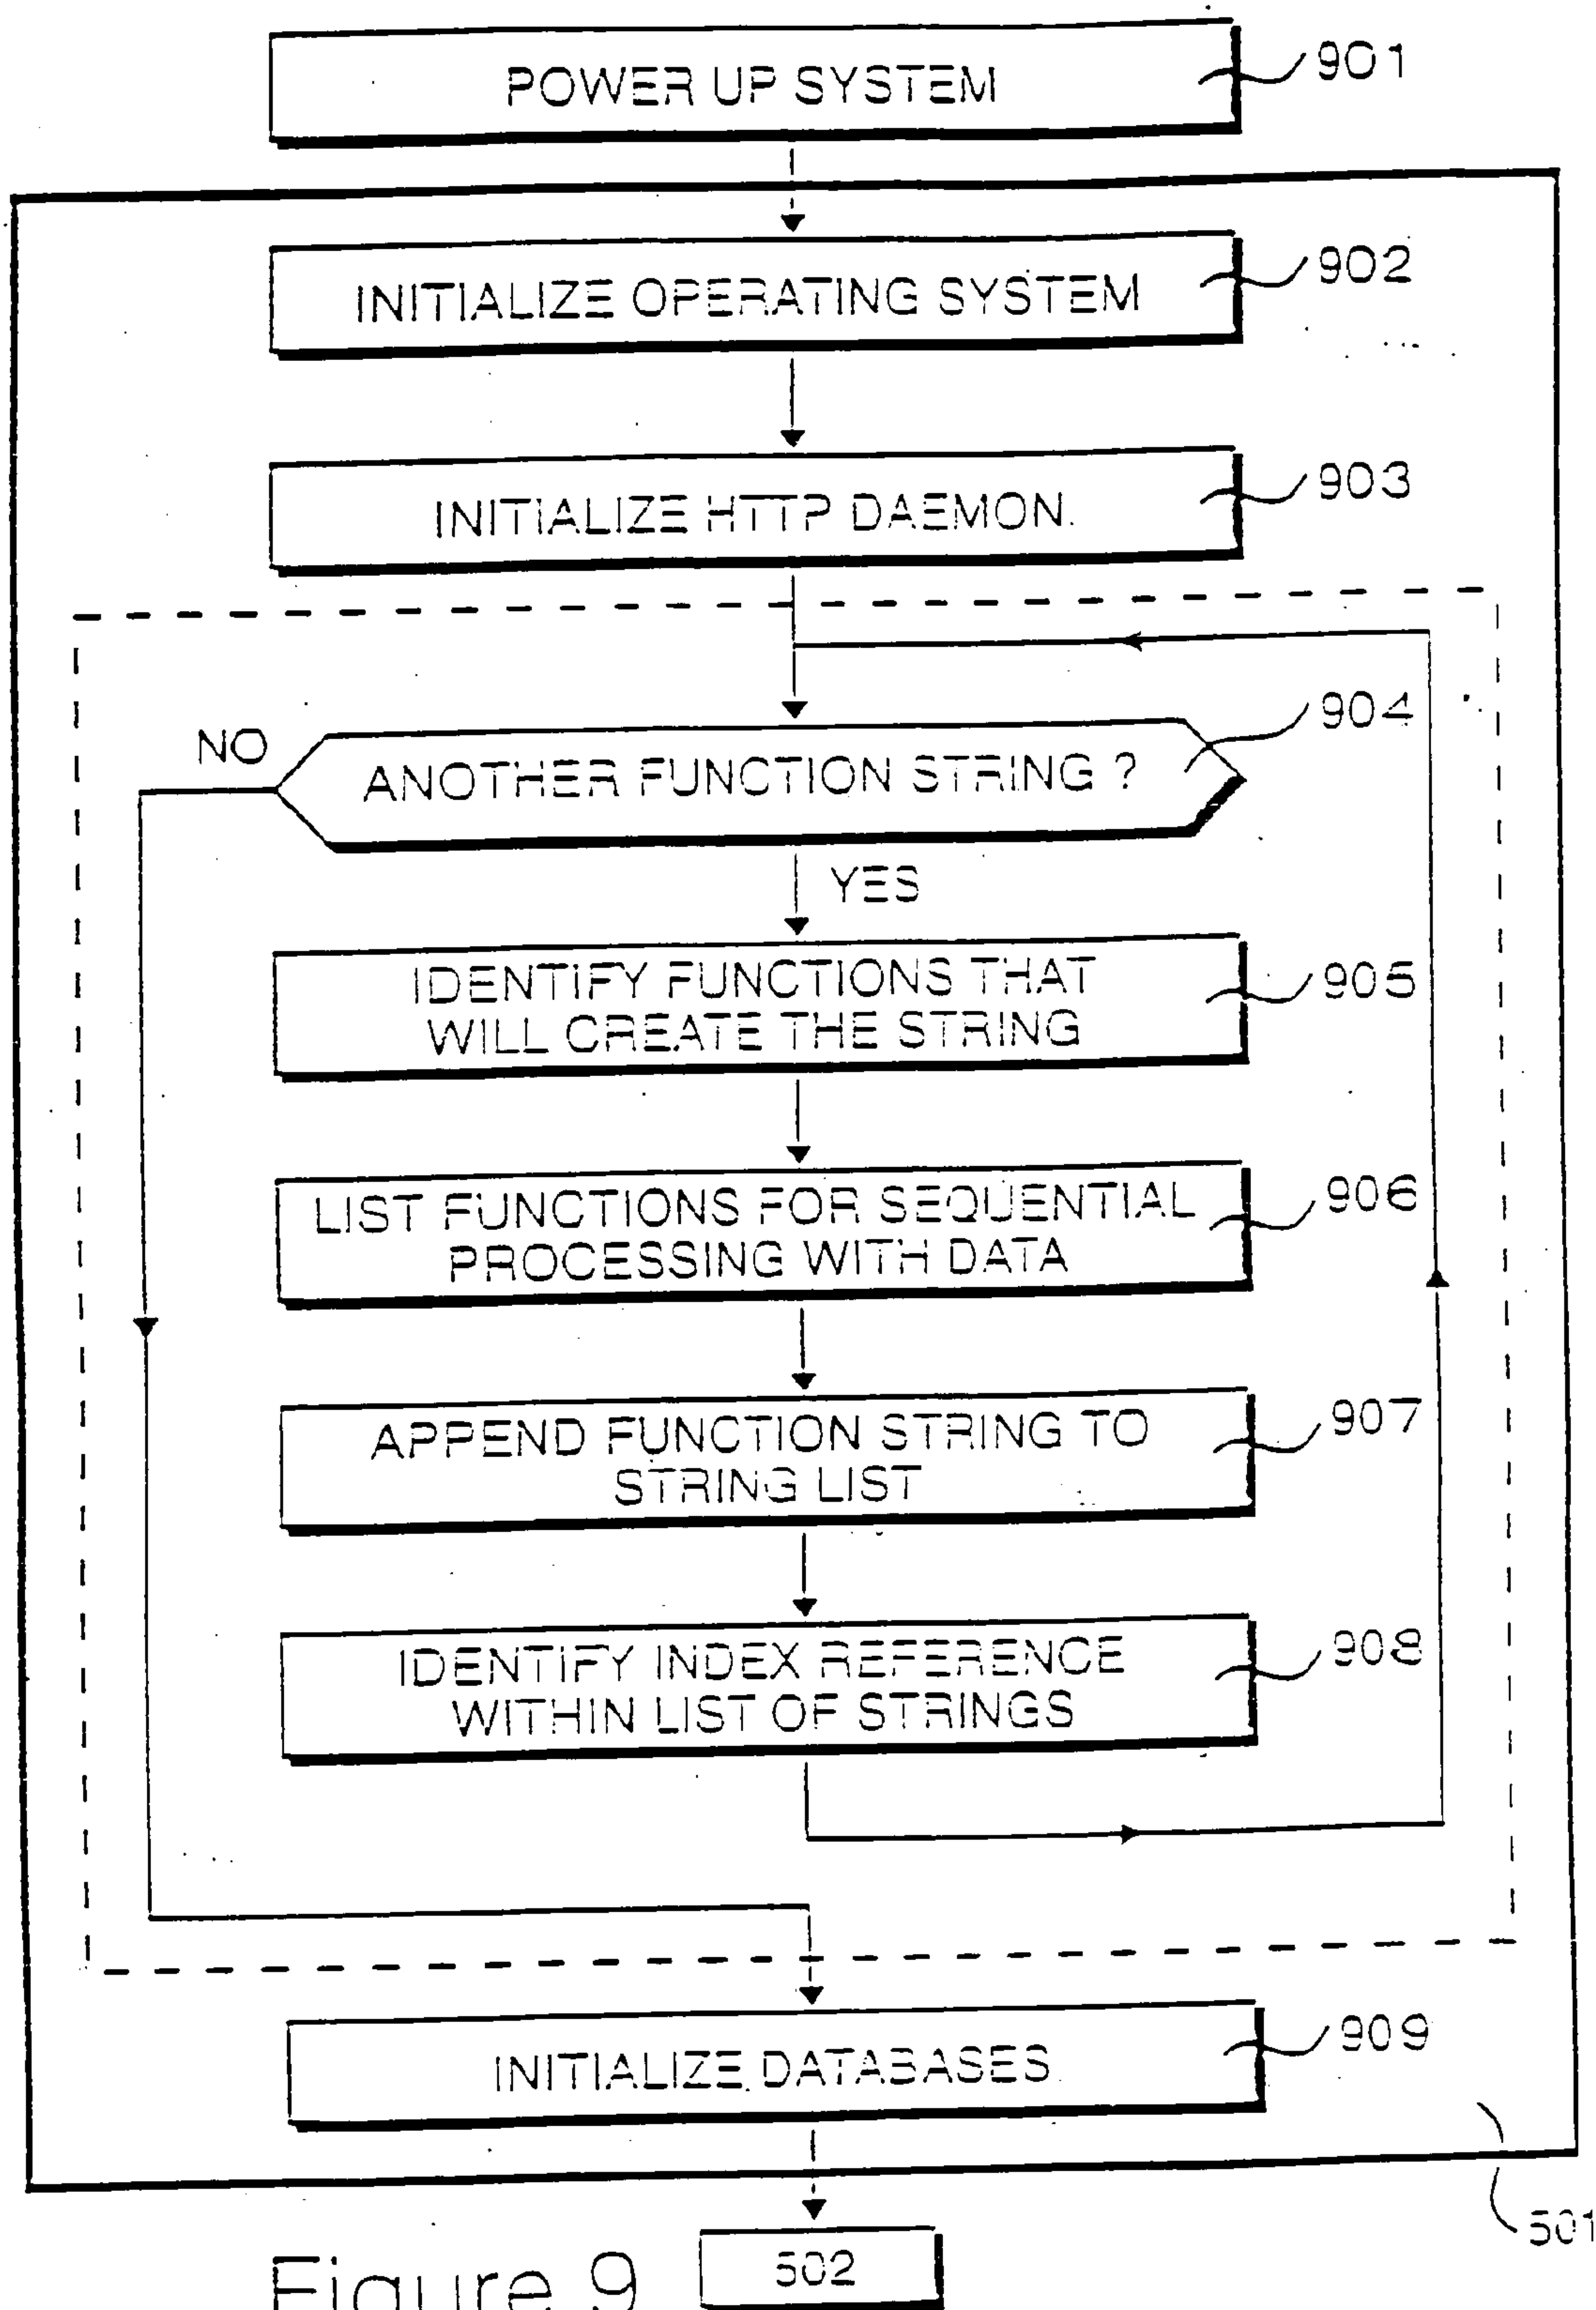 POWER UP SYSTEM
901
INITIALIZE OPERATING SYSTEM
902
INITIALIZE HTTP DAEMON.
903
904
NO
ANOTHER FUNCTION STRING ?
YES
IDENTIFY FUNCTIONS THAT
WILL CREATE THE STRING
905
LIST FUNCTIONS FOR SEQUENTIAL
PROCESSING WITH DATA
906
APPEND FUNCTION STRING TO
STRING LIST
907
IDENTIFY INDEX REFERENCE
WITHIN LIST OF STRINGS
908
INITIALIZE DATABASES
909
501
502
Figure 9